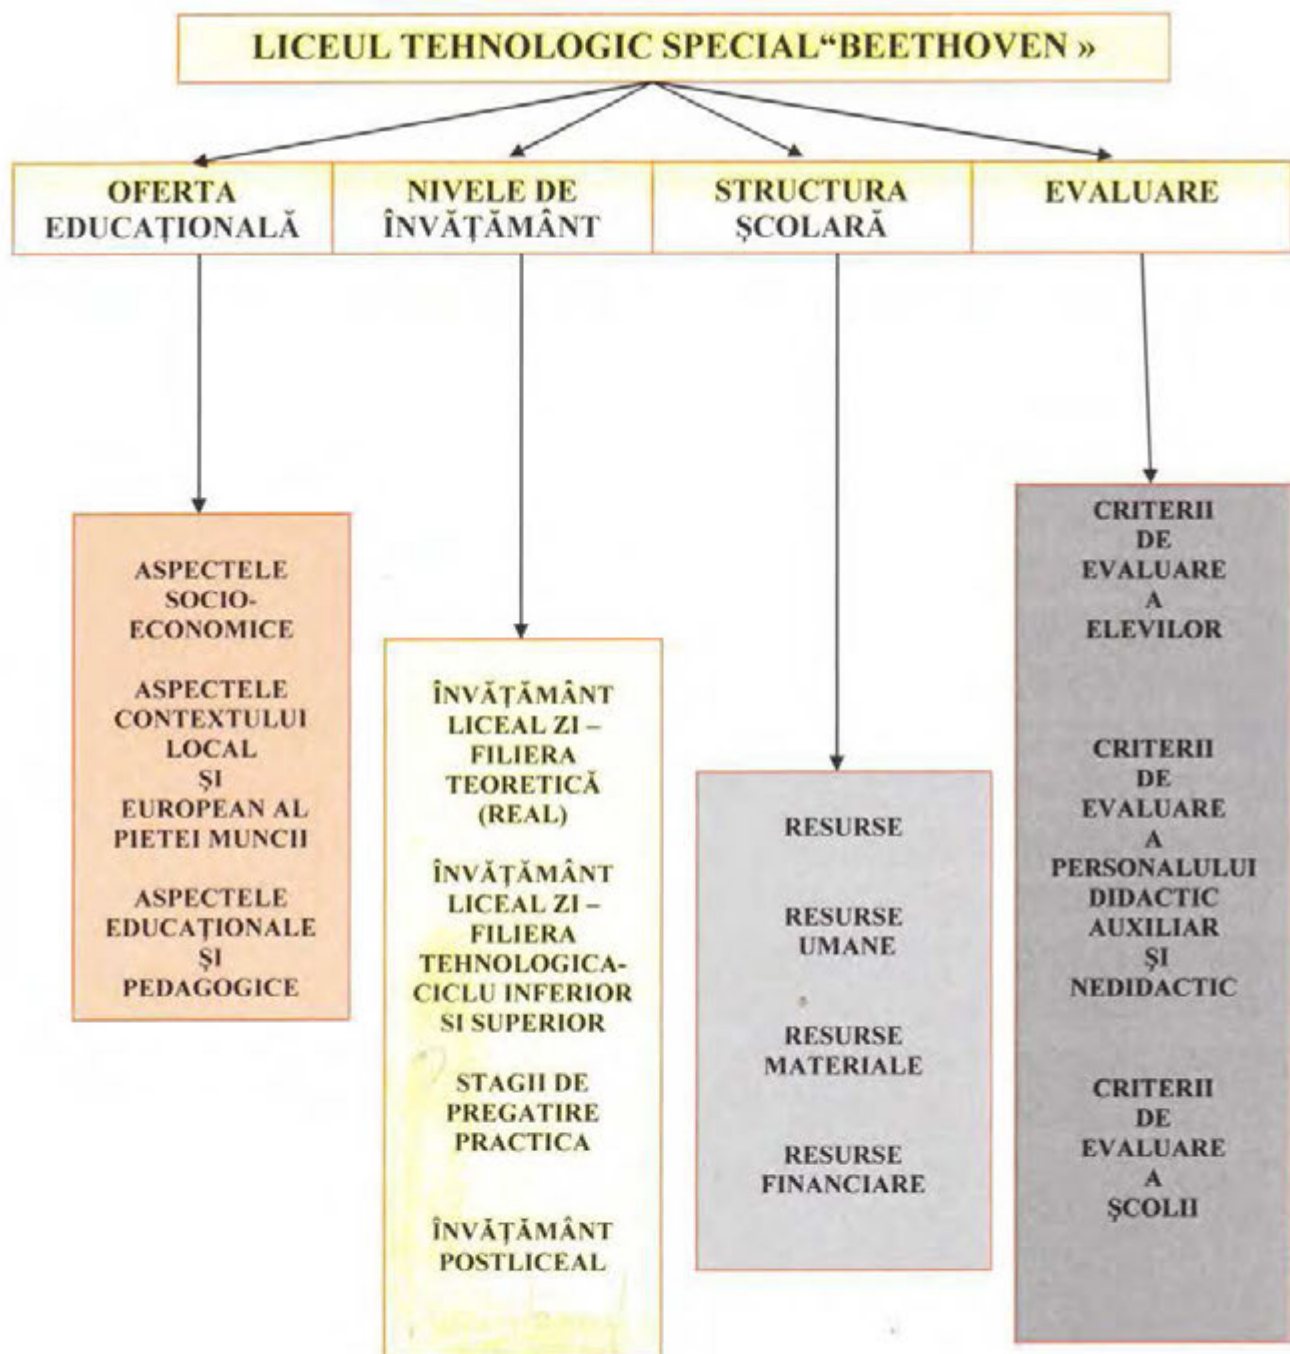 LICEUL TEHNOLOGIC SPECIAL“BEETHOVEN »
OFERTA
EDUCAȚIONALĂ
NIVELE DE
ÎNVĂȚĂMÂNT
STRUCTURA
ȘCOLARĂ
EVALUARE
ASPECTELE
SOCIO-
ECONOMICE
ASPECTELE
CONTEXTULUI
LOCAL
ȘI
EUROPEAN AL
PIETEI MUNCII
ASPECTELE
EDUCAȚIONALE
ȘI
PEDAGOGICE
ÎNVĂȚĂMÂNT
LICEAL ZI –
FILIERA
TEORETICĂ
(REAL)
ÎNVĂȚĂMÂNT
LICEAL ZI –
FILIERA
TEHNOLOGICA-
CICLU INFERIOR
SI SUPERIOR
STAGII DE
PREGATIRE
PRACTICA
ÎNVĂȚĂMÂNT
POSTLICEAL
RESURSE
RESURSE
UMANE
RESURSE
MATERIALE
RESURSE
FINANCIARE
CRITERII
DE
EVALUARE
A
ELEVILOR
CRITERII
DE
EVALUARE
A
PERSONALULUI
DIDACTIC
AUXILIAR
ȘI
NEDIDACTIC
CRITERII
DE
EVALUARE
A
ȘCOLII